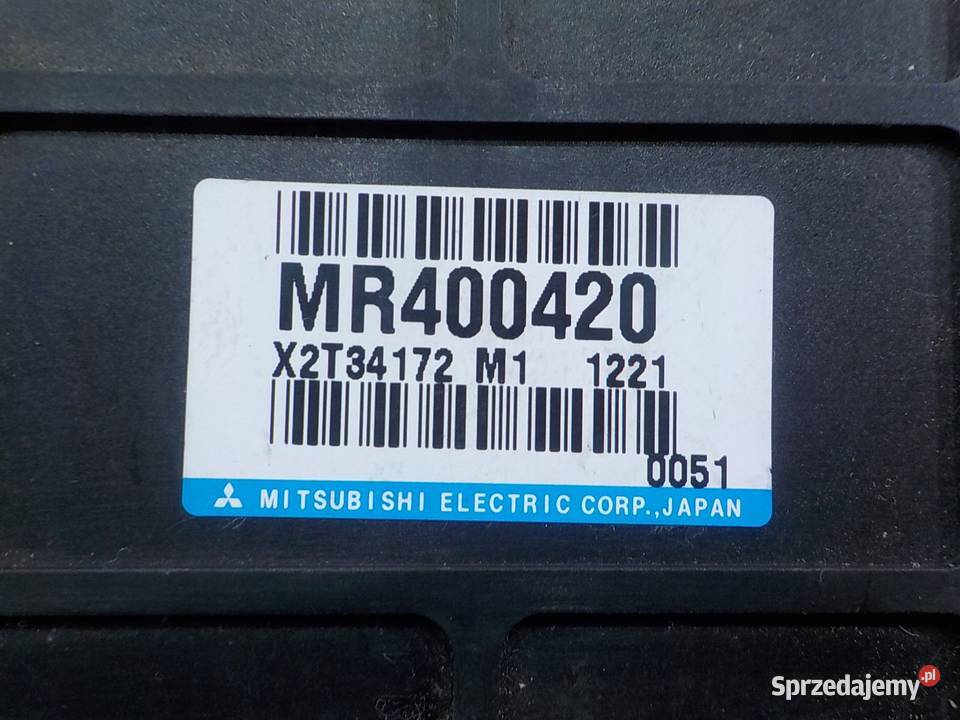 MR400420
X2T34172 M1 1221
0051
MITSUBISHI ELECTRIC CORP.,JAPAN
Sprzedajemy.pl